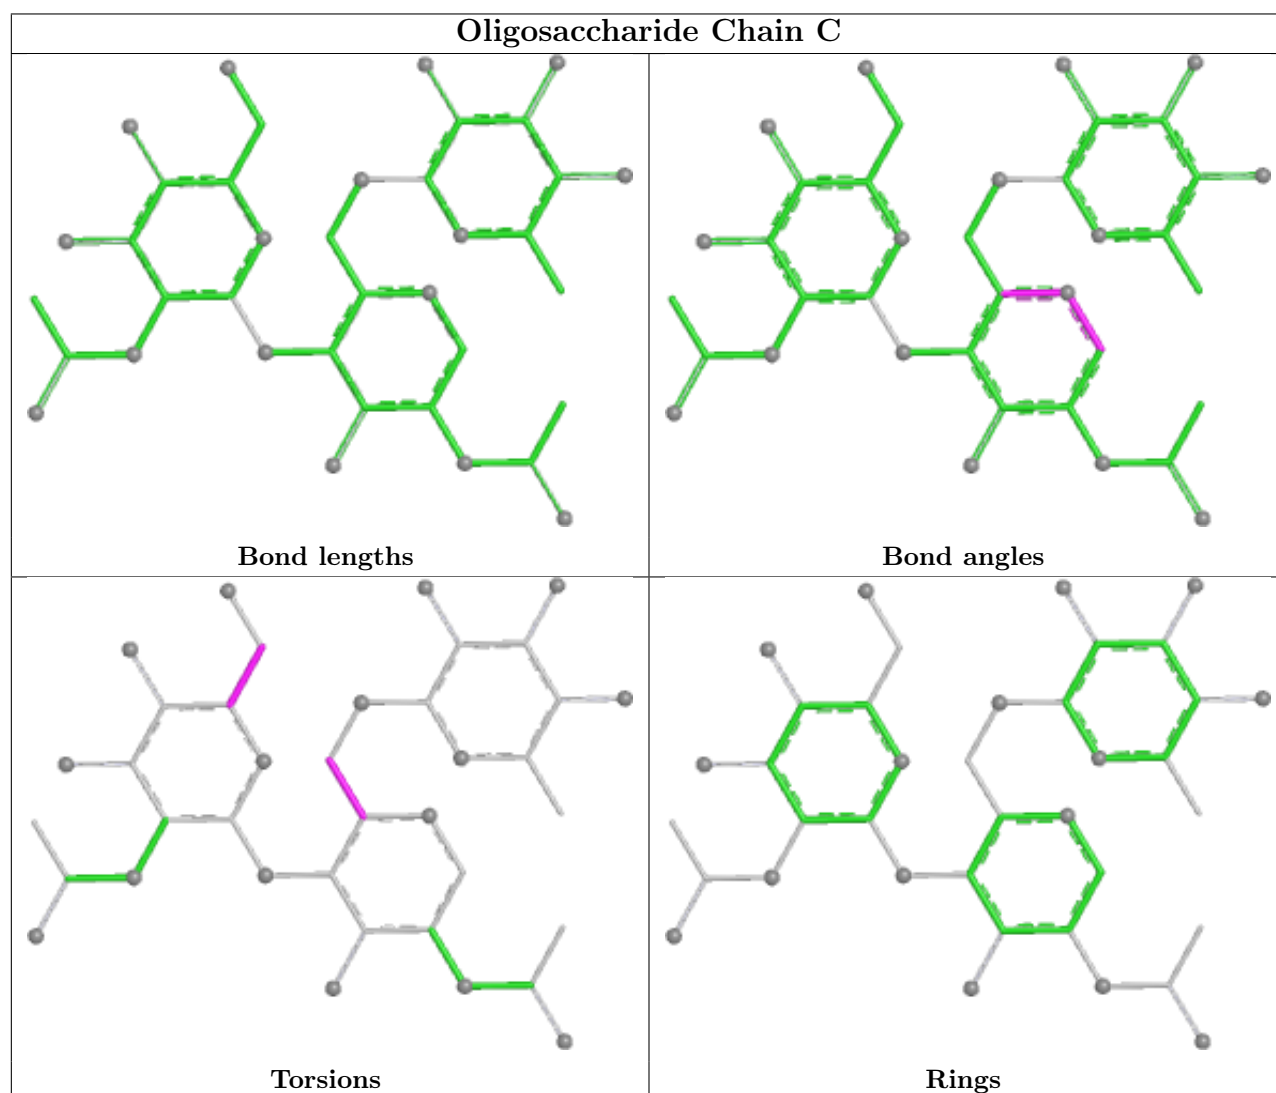 Oligosaccharide Chain C
Bond lengths
Bond angles
Torsions
Rings